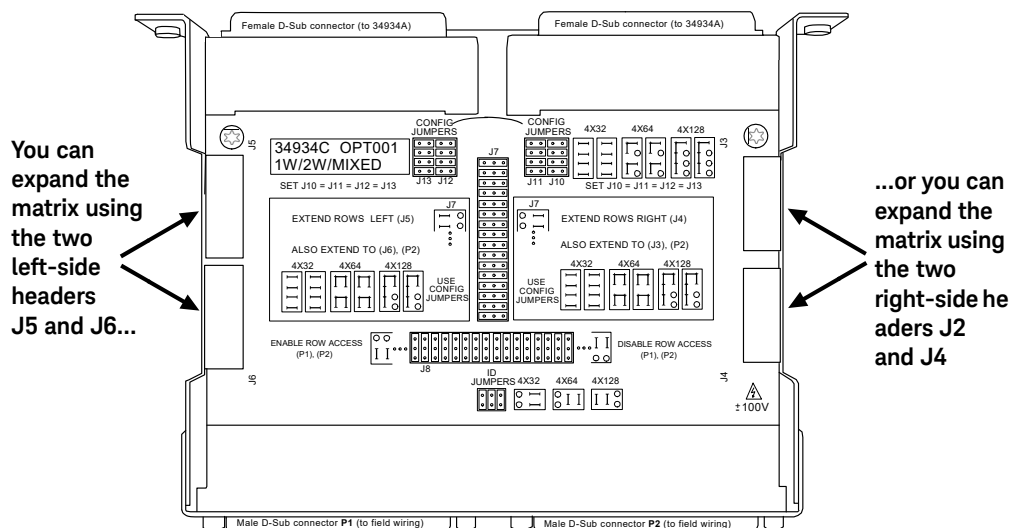 Female D-Sub connector (to 34934A)
Female D-Sub connector (to 34934A)
You can
expand the
matrix using
the two
left-side
headers
J5 and J6...
J5
34934C OPT001
1W/2W/MIXED
SET J10 = J11 = J12 = J13
CONFIG
JUMPERS
J13 J12
J7
CONFIG
JUMPERS
J11 J10
4X32 4X64 4X128
SET J10 = J11 = J12 = J13
J3
...or you can
expand the
matrix using
the two
right-side he
aders J2
and J4
EXTEND ROWS LEFT (J5)
J7
ALSO EXTEND TO (J6), (P2)
4X32 4X64 4X128
USE
CONFIG
JUMPERS
J7
EXTEND ROWS RIGHT (J4)
ALSO EXTEND TO (J3), (P2)
USE
CONFIG
JUMPERS
4X32 4X64 4X128
ENABLE ROW ACCESS
(P1), (P2)
J8
DISABLE ROW ACCESS
(P1), (P2)
J6
ID
JUMPERS
4X32 4X64 4X128
J4
±100V
Male D-Sub connector P1 (to field wiring)
Male D-Sub connector P2 (to field wiring)